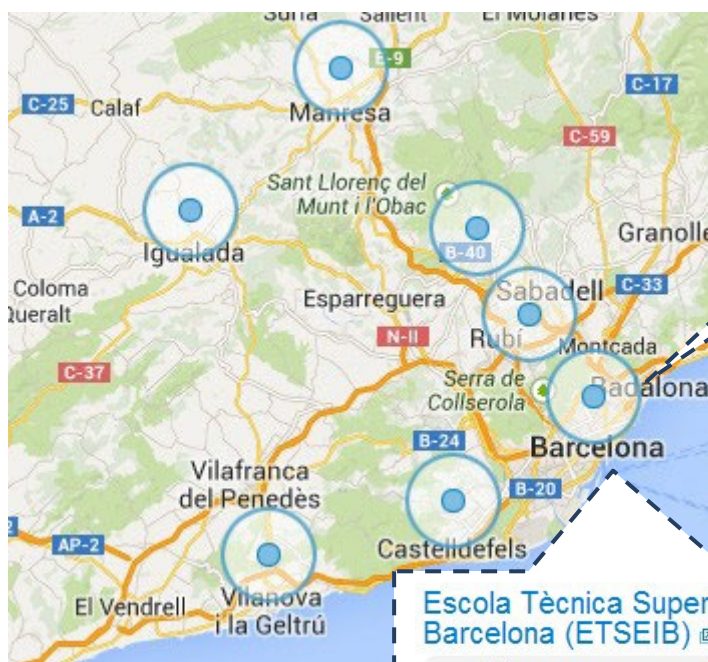 Súria
Sallent
El Moianès
E-9
C-25
Calaf
Manresa
C-17
C-59
Sant Llorenç del
Munt i l'Obac
A-2
Igualada
B-40
Granolle
Coloma
Queralt
Esparreguera
Sabadell
C-33
N-II
Rubí
Montcada
C-37
Serra de
Collserola
Badalona
B-24
Barcelona
Vilafranca
del Penedès
B-20
2
AP-2
Castelldefels
El Vendrell
Vilanova
i la Geltrú
Escola Tècnica Super
Barcelona (ETSEIB)